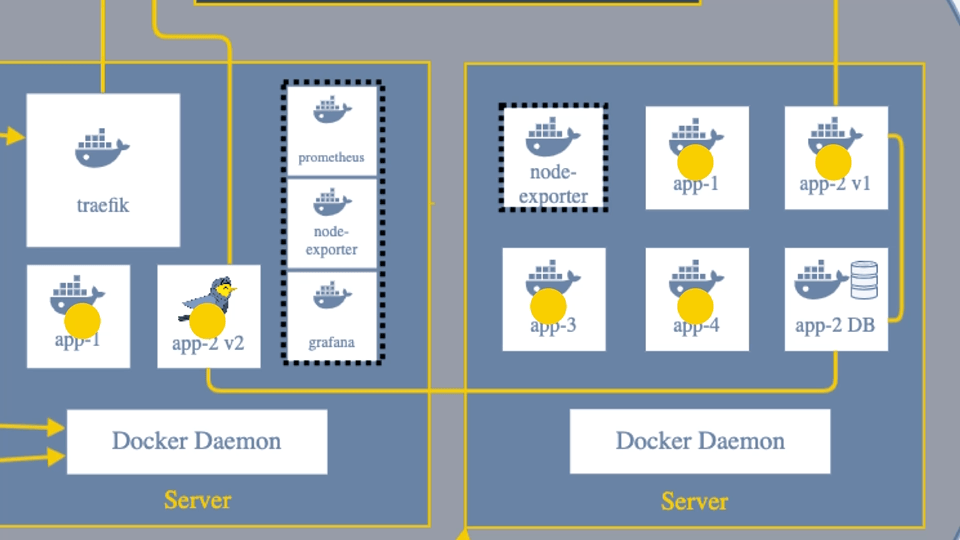 traefik
prometheus
node-
exporter
grafana
app-1
app-2 v2
Docker Daemon
Server
node-
exporter
app-1
app-2 v1
app-3
app-4
app-2 DB
Docker Daemon
Server